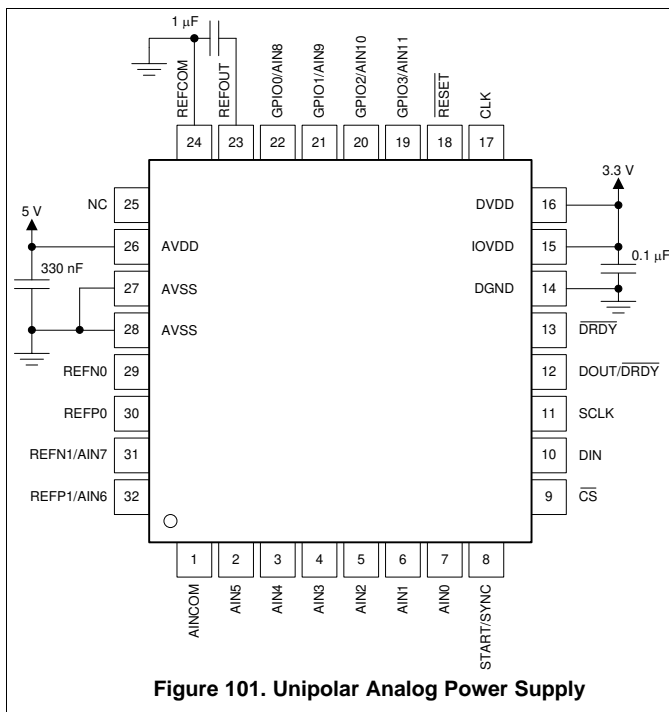 1 μF
REFCOM
REFOUT
GPIO0/AIN8
GPIO1/AIN9
GPIO2/AIN10
GPIO3/AIN11
RESET
CLK
24
23
22
21
20
19
18
17
NC
25
5 V
26
AVDD
330 nF
27
AVSS
28
AVSS
REFN0
29
REFP0
30
REFN1/AIN7
31
REFP1/AIN6
32
3.3 V
DVDD
16
IOVDD
15
0.1 μF
DGND
14
13
DRDY
12
DOUT/DRDY
11
SCLK
10
DIN
9
CS
1
2
3
4
5
6
7
8
AINCOM
AIN5
AIN4
AIN3
AIN2
AIN1
AIN0
START/SYNC
Figure 101. Unipolar Analog Power Supply